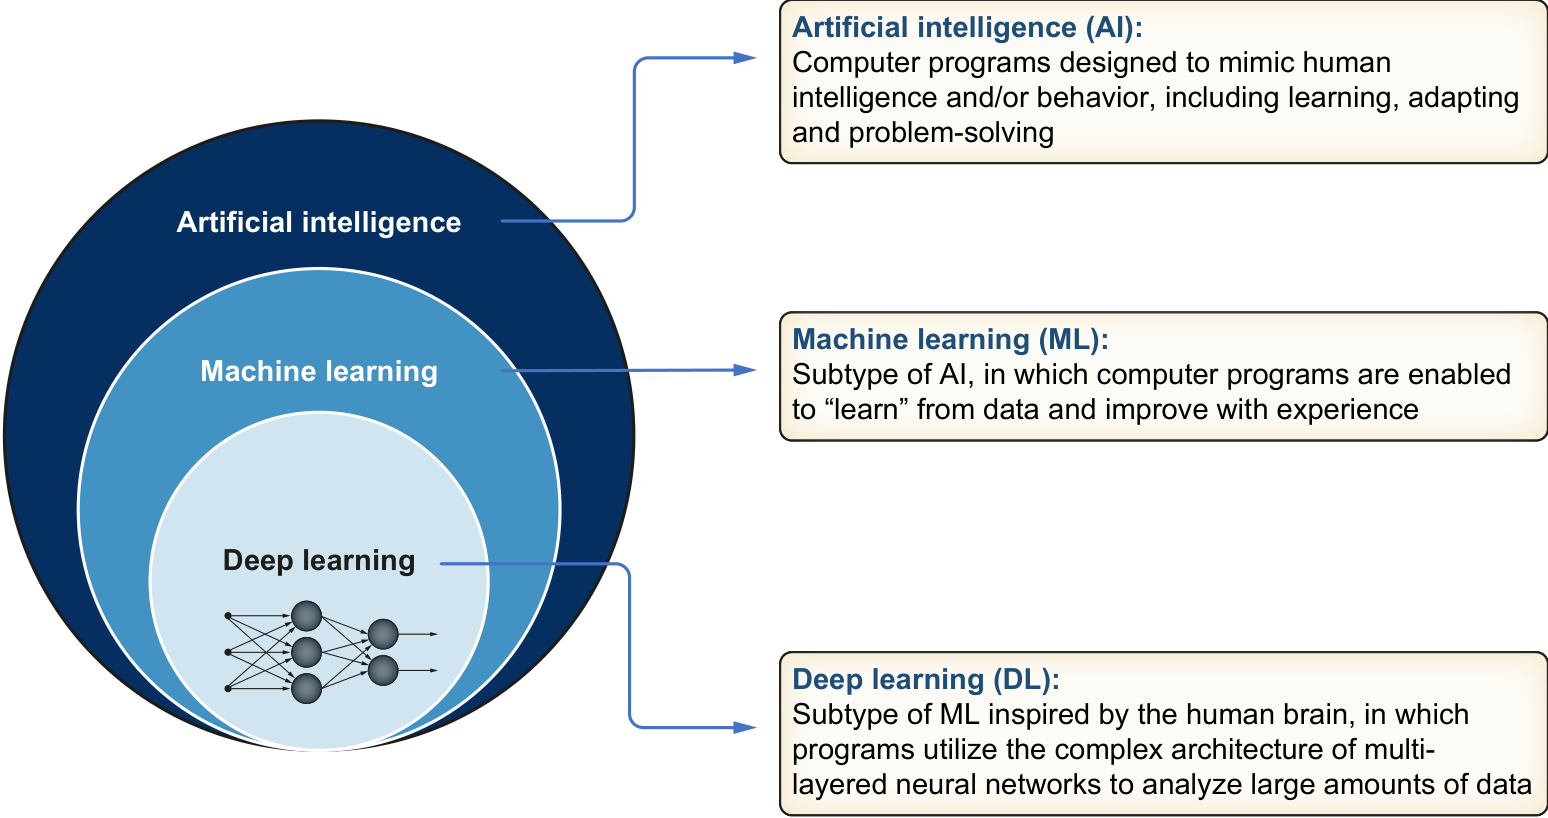 Artificial intelligence (AI):
Computer programs designed to mimic human
intelligence and/or behavior, including learning, adapting
and problem-solving
Artificial intelligence
Machine learning (ML):
Subtype of AI, in which computer programs are enabled
to “learn” from data and improve with experience
Machine learning
Deep learning
Deep learning (DL):
Subtype of ML inspired by the human brain, in which
programs utilize the complex architecture of multi-
layered neural networks to analyze large amounts of data